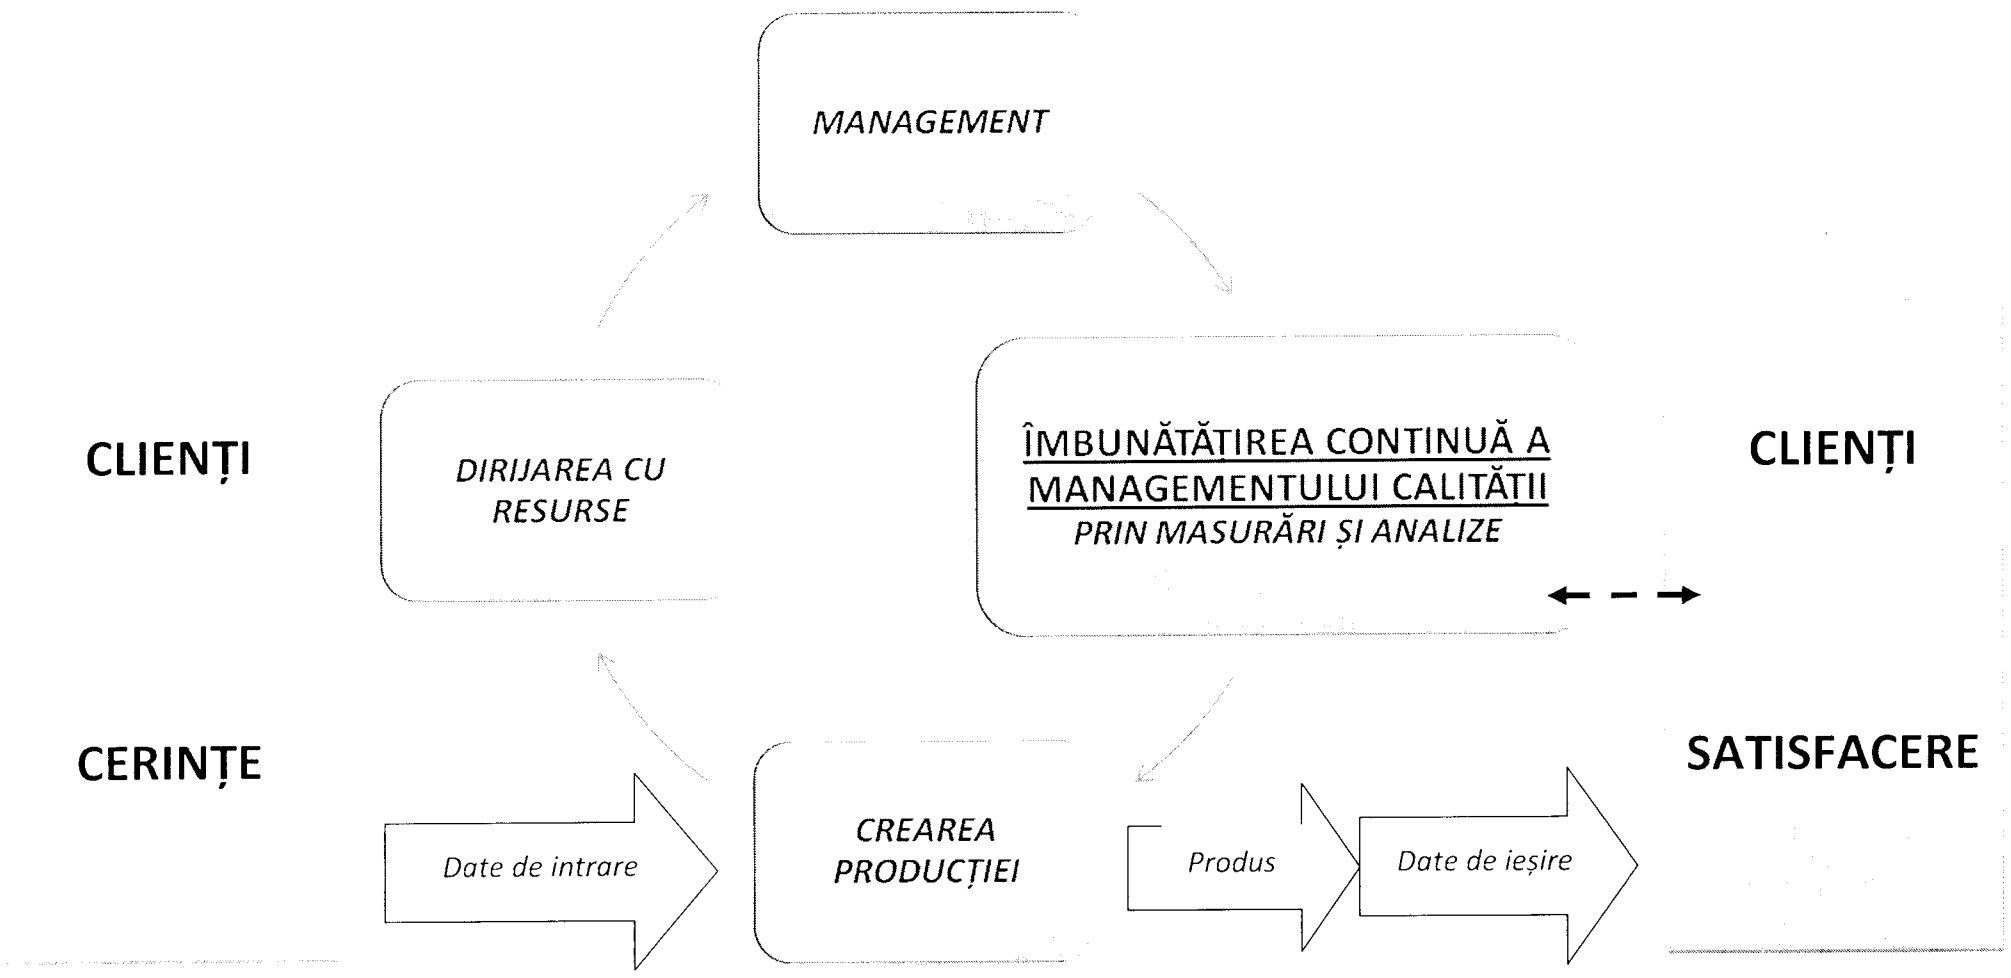 MANAGEMENT
CLIENȚI
DIRIJAREA CU
RESURSE
ÎMBUNĂTĂȚIREA CONTINUĂ A
MANAGEMENTULUI CALITĂȚII
PRIN MASURĂRI ȘI ANALIZE
CLIENȚI
CERINȚE
Date de intrare
CREAREA
PRODUCȚIEI
Produs
Date de ieșire
SATISFACERE